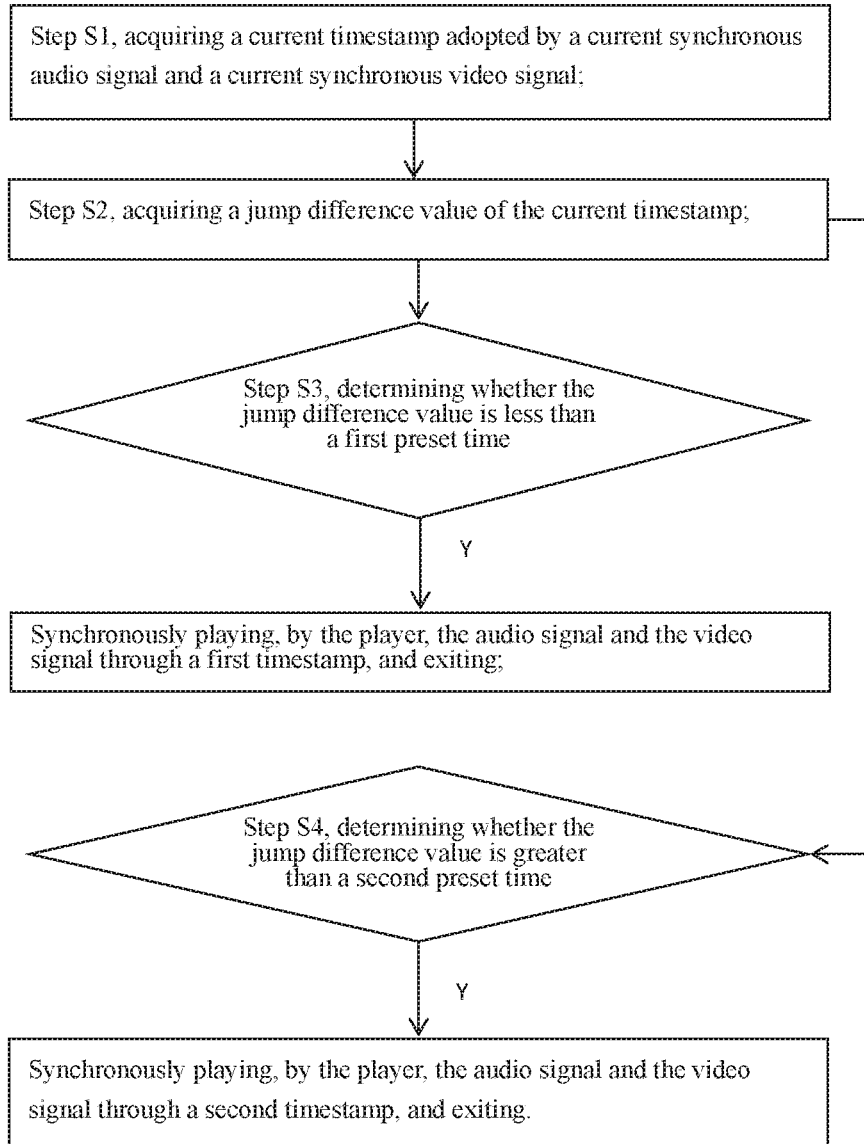 Step S1, acquiring a current timestamp adopted by a current synchronous
audio signal and a current synchronous video signal;
Step S2, acquiring a jump difference value of the current timestamp;
Step S3, determining whether the
jump difference value is less than
a first preset time
Y
Synchronously playing, by the player, the audio signal and the video
signal through a first timestamp, and exiting;
Step S4, determining whether the
jump difference value is greater
than a second preset time
Y
Synchronously playing, by the player, the audio signal and the video
signal through a second timestamp, and exiting.